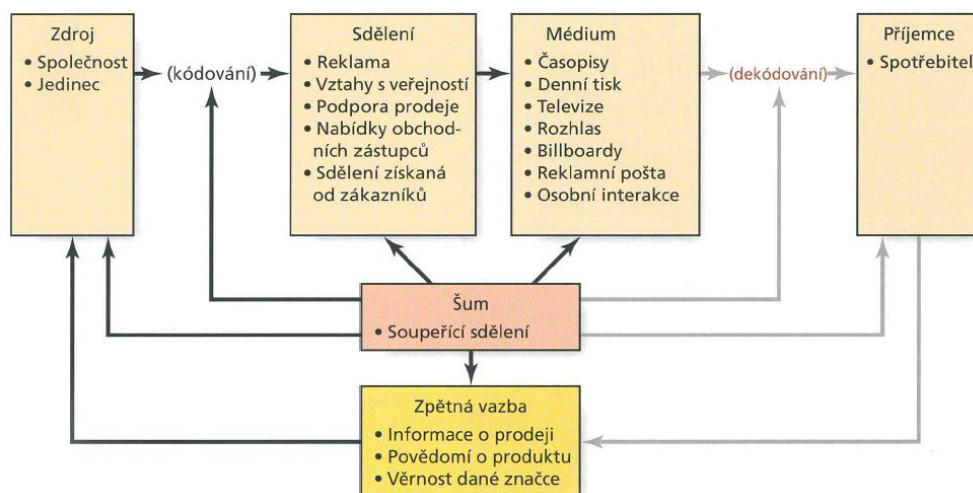 Zdroj
• Společnost
• Jedinec
(kódování)
Sdělení
• Reklama
• Vztahy s veřejností
• Podpora prodeje
• Nabídky obchod-
ních zástupců
• Sdělení získaná
od zákazníků
Médium
• Časopisy
• Denní tisk
• Televize
• Rozhlas
• Billboardy
• Reklamní pošta
• Osobní interakce
(dekódování)
Příjemce
• Spotřebitel
Šum
• Soupeřící sdělení
Zpětná vazba
• Informace o prodeji
• Povědomí o produktu
• Věrnost dané značce